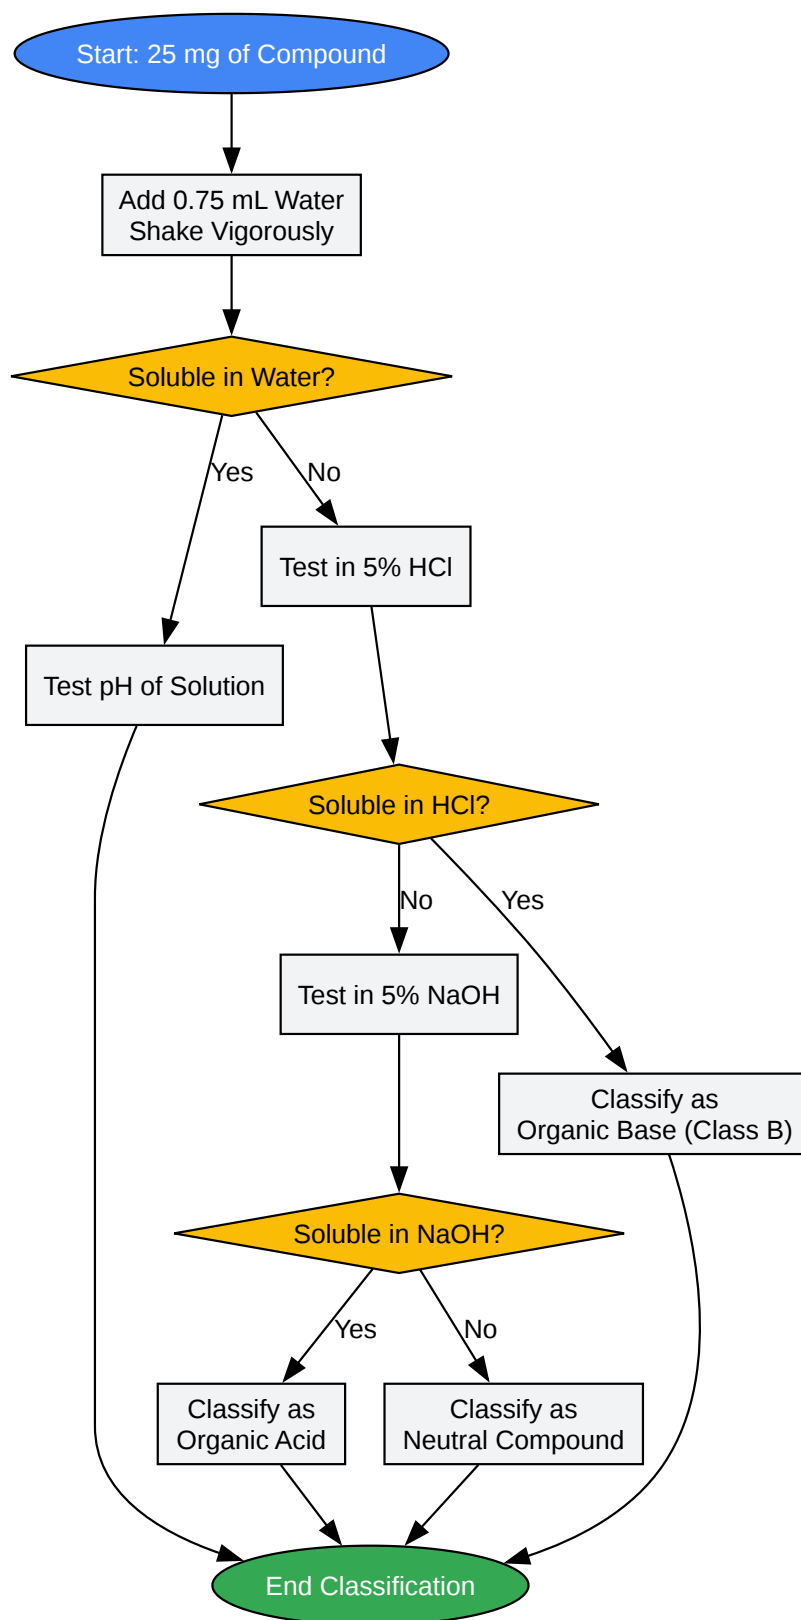 Start: 25 mg of Compound
Add 0.75 mL Water
Shake Vigorously
Soluble in Water?
Yes
No
Test in 5% HCl
Test pH of Solution
Soluble in HCl?
No
Yes
Test in 5% NaOH
Classify as
Organic Base (Class B)
Soluble in NaOH?
Yes
No
Classify as
Organic Acid
Classify as
Neutral Compound
End Classification